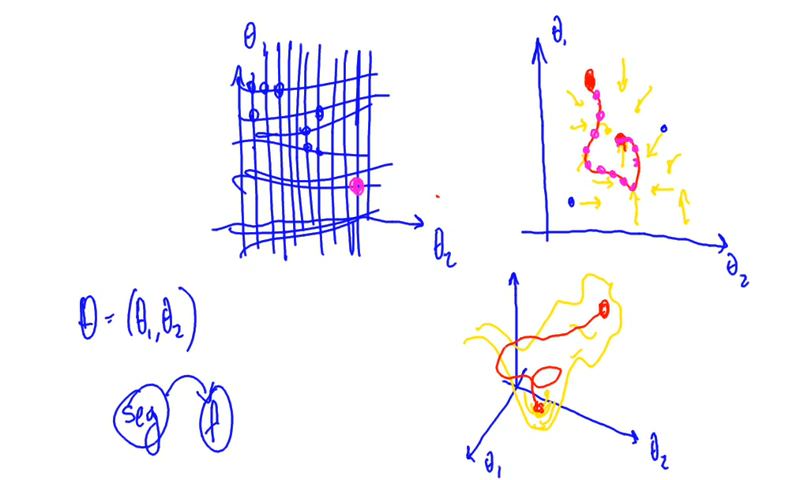 θ₁
θ₂
θ₁
θ₂
θ = (θ₁, θ₂)
seg
f
θ₁
θ₂